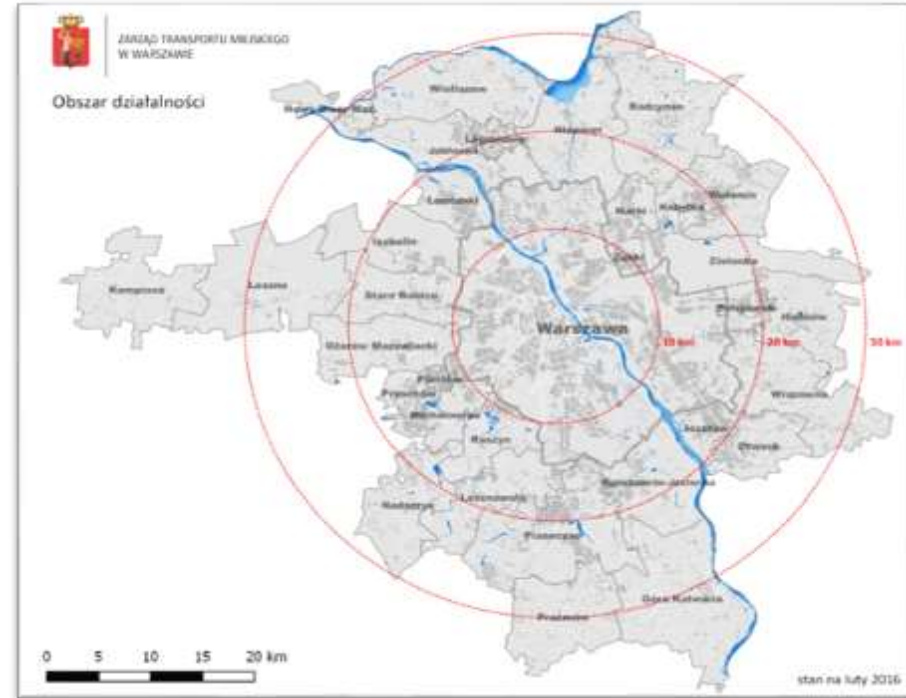 ZARZĄD TRANSPORTU MIEJSKIEGO
W WARSZAWIE
Obszar działalności
Wieliszew
Radzymin
Nieporęt
Legionowo
Jabłonna
Wołomin
Łomianki
Marki
Kobyłka
Izabelin
Ząbki
Zielonka
Kampinos
Leszno
Stare Babice
Halinów
Warszawa
10 km
20 km
30 km
Ożarów Mazowiecki
Piastów
Pruszków
Michałowice
Wiązowna
Raszyn
Józefów
Otwock
Konstancin-Jeziorna
Nadarzyn
Lesznowola
Piaseczno
Góra Kalwaria
Prażmów
0 5 10 15 20 km
stan na luty 2016